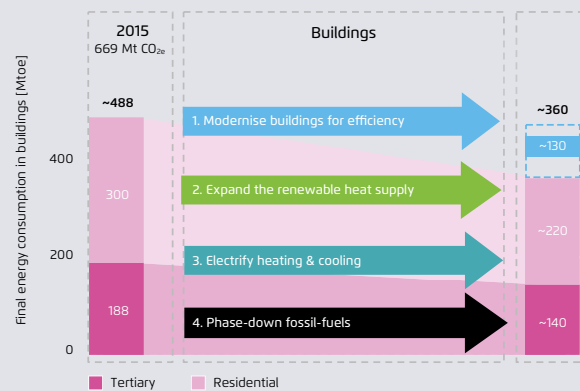 2015
669 Mt CO2e
Buildings
~488
~360
Final energy consumption in buildings [Mtoe]
400
200
0
300
188
1. Modernise buildings for efficiency
2. Expand the renewable heat supply
3. Electrify heating & cooling
4. Phase-down fossil-fuels
~130
~220
~140
Tertiary
Residential